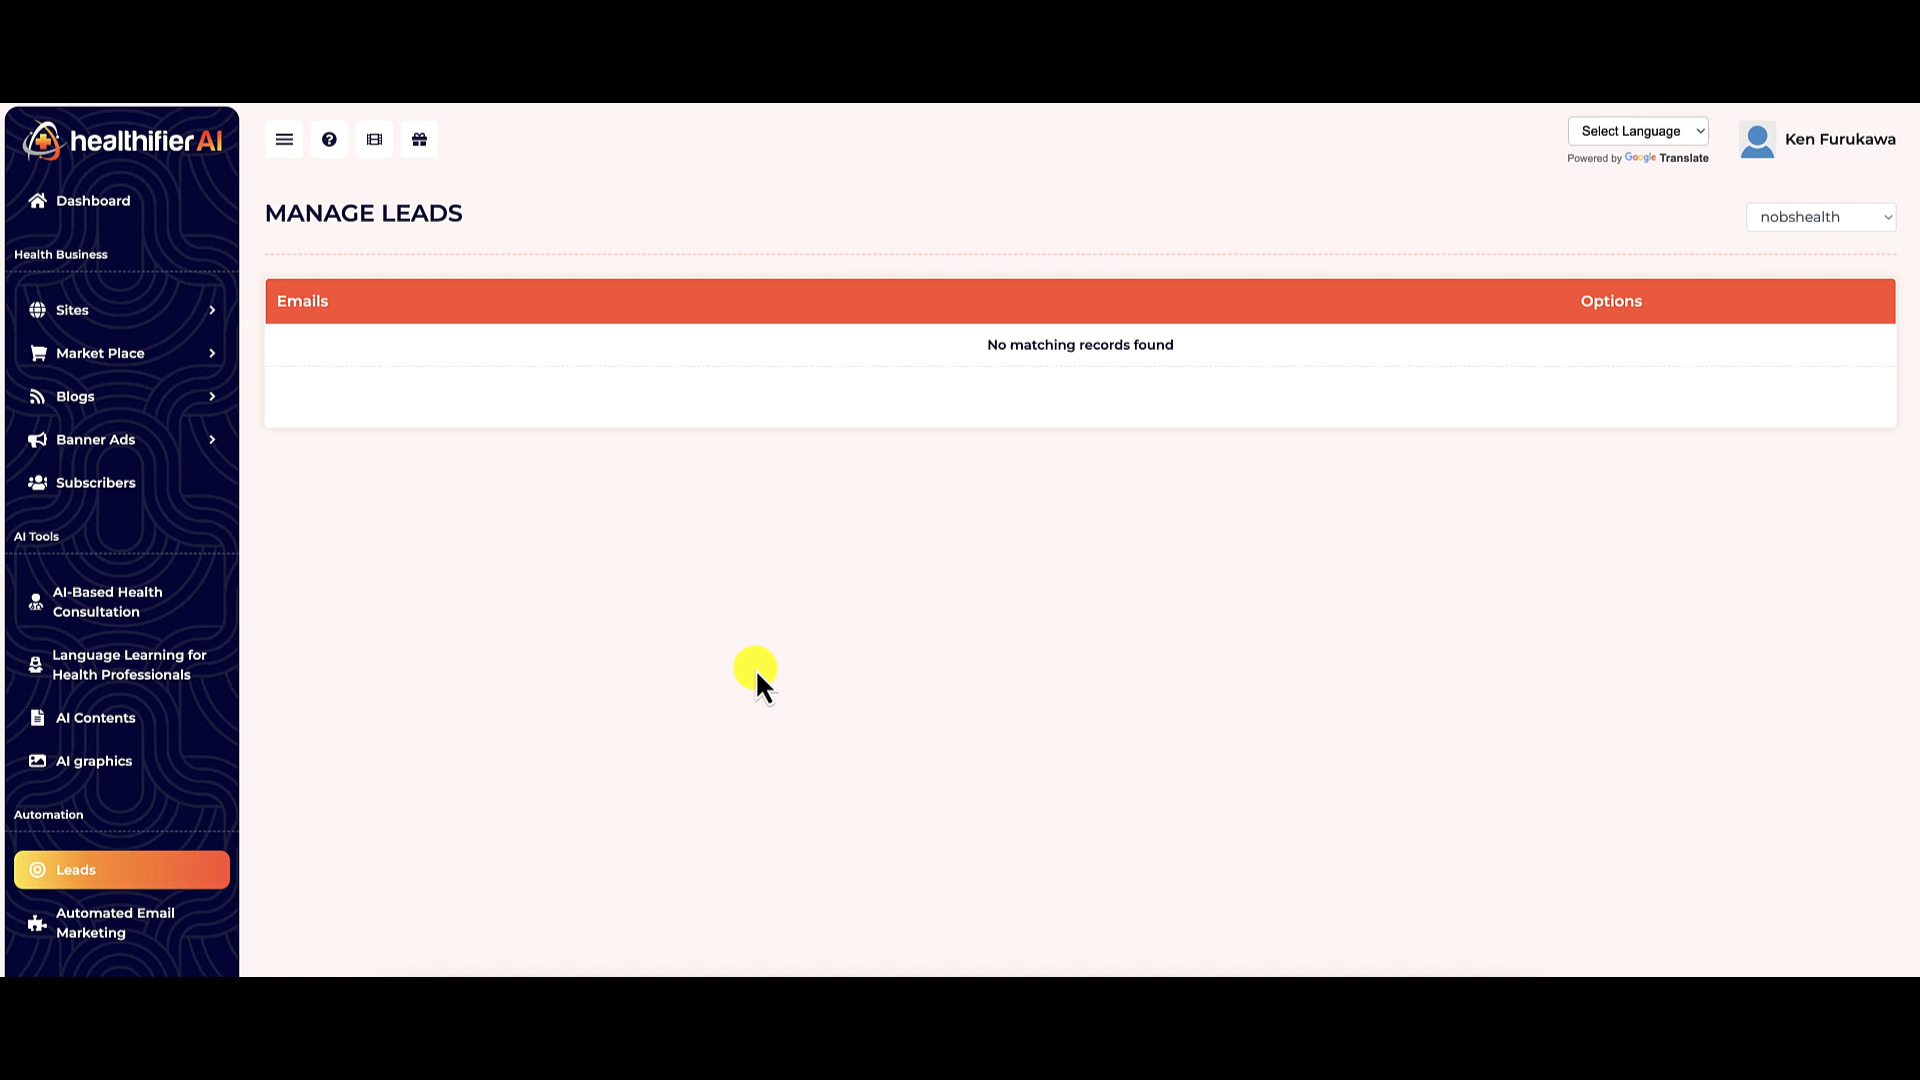 healthifier AI
Select Language
Powered by Google Translate
Ken Furukawa
Dashboard
MANAGE LEADS
nobshealth
Health Business
Emails
Options
Sites
No matching records found
Market Place
Blogs
Banner Ads
Subscribers
AI Tools
AI-Based Health
Consultation
Language Learning for
Health Professionals
AI Contents
AI graphics
Automation
Leads
Automated Email
Marketing